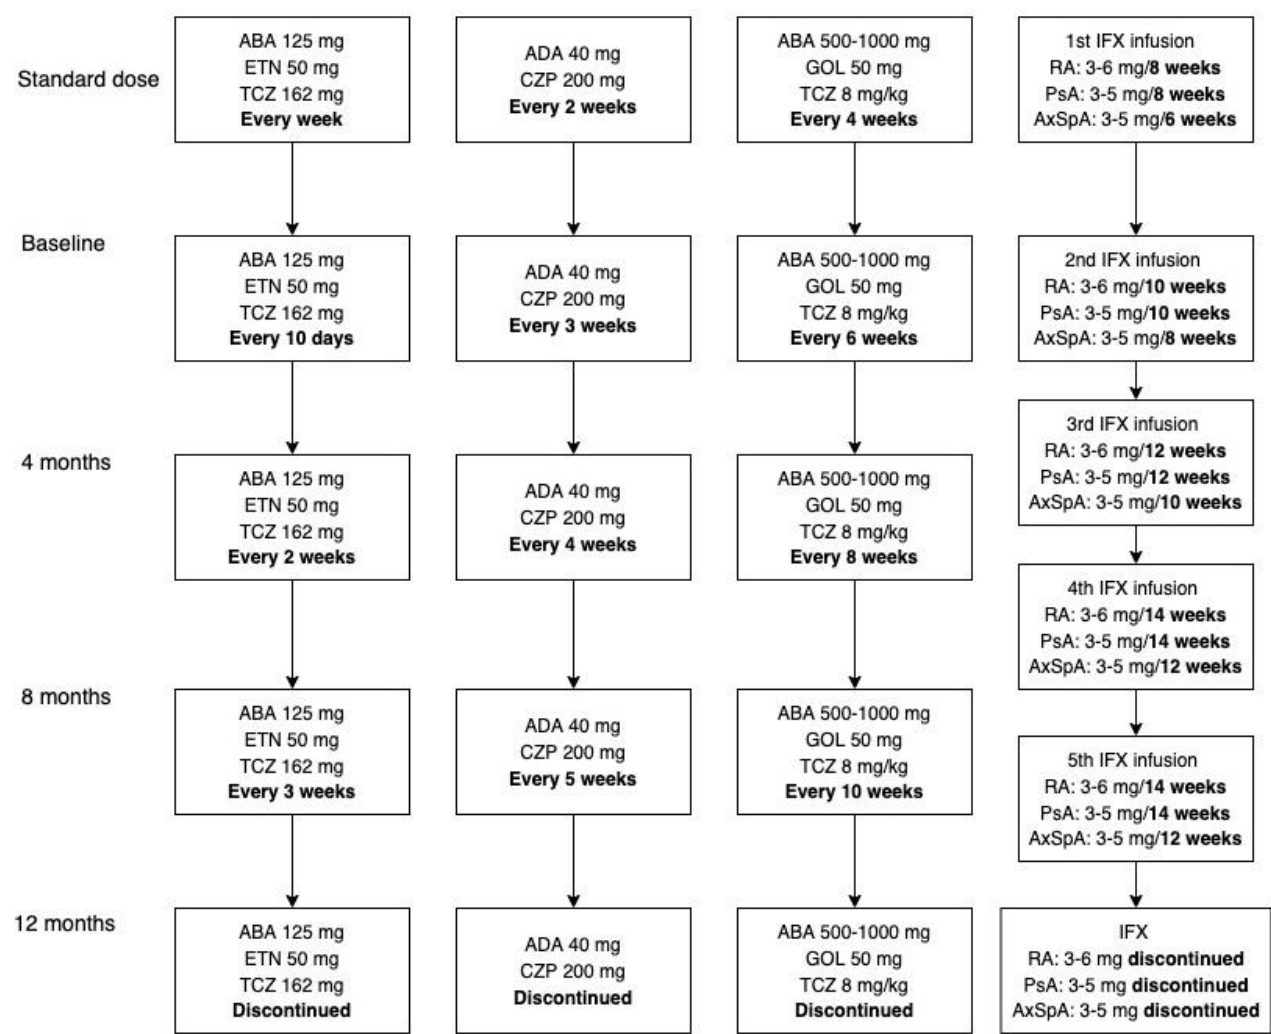 Standard dose
ABA 125 mg
ETN 50 mg
TCZ 162 mg
Every week
ADA 40 mg
CZP 200 mg
Every 2 weeks
ABA 500-1000 mg
GOL 50 mg
TCZ 8 mg/kg
Every 4 weeks
1st IFX infusion
RA: 3-6 mg/8 weeks
PsA: 3-5 mg/8 weeks
AxSpA: 3-5 mg/6 weeks
Baseline
ABA 125 mg
ETN 50 mg
TCZ 162 mg
Every 10 days
ADA 40 mg
CZP 200 mg
Every 3 weeks
ABA 500-1000 mg
GOL 50 mg
TCZ 8 mg/kg
Every 6 weeks
2nd IFX infusion
RA: 3-6 mg/10 weeks
PsA: 3-5 mg/10 weeks
AxSpA: 3-5 mg/8 weeks
4 months
ABA 125 mg
ETN 50 mg
TCZ 162 mg
Every 2 weeks
ADA 40 mg
CZP 200 mg
Every 4 weeks
ABA 500-1000 mg
GOL 50 mg
TCZ 8 mg/kg
Every 8 weeks
3rd IFX infusion
RA: 3-6 mg/12 weeks
PsA: 3-5 mg/12 weeks
AxSpA: 3-5 mg/10 weeks
4th IFX infusion
RA: 3-6 mg/14 weeks
PsA: 3-5 mg/14 weeks
AxSpA: 3-5 mg/12 weeks
8 months
ABA 125 mg
ETN 50 mg
TCZ 162 mg
Every 3 weeks
ADA 40 mg
CZP 200 mg
Every 5 weeks
ABA 500-1000 mg
GOL 50 mg
TCZ 8 mg/kg
Every 10 weeks
5th IFX infusion
RA: 3-6 mg/14 weeks
PsA: 3-5 mg/14 weeks
AxSpA: 3-5 mg/12 weeks
12 months
ABA 125 mg
ETN 50 mg
TCZ 162 mg
Discontinued
ADA 40 mg
CZP 200 mg
Discontinued
ABA 500-1000 mg
GOL 50 mg
TCZ 8 mg/kg
Discontinued
IFX
RA: 3-6 mg discontinued
PsA: 3-5 mg discontinued
AxSpA: 3-5 mg discontinued